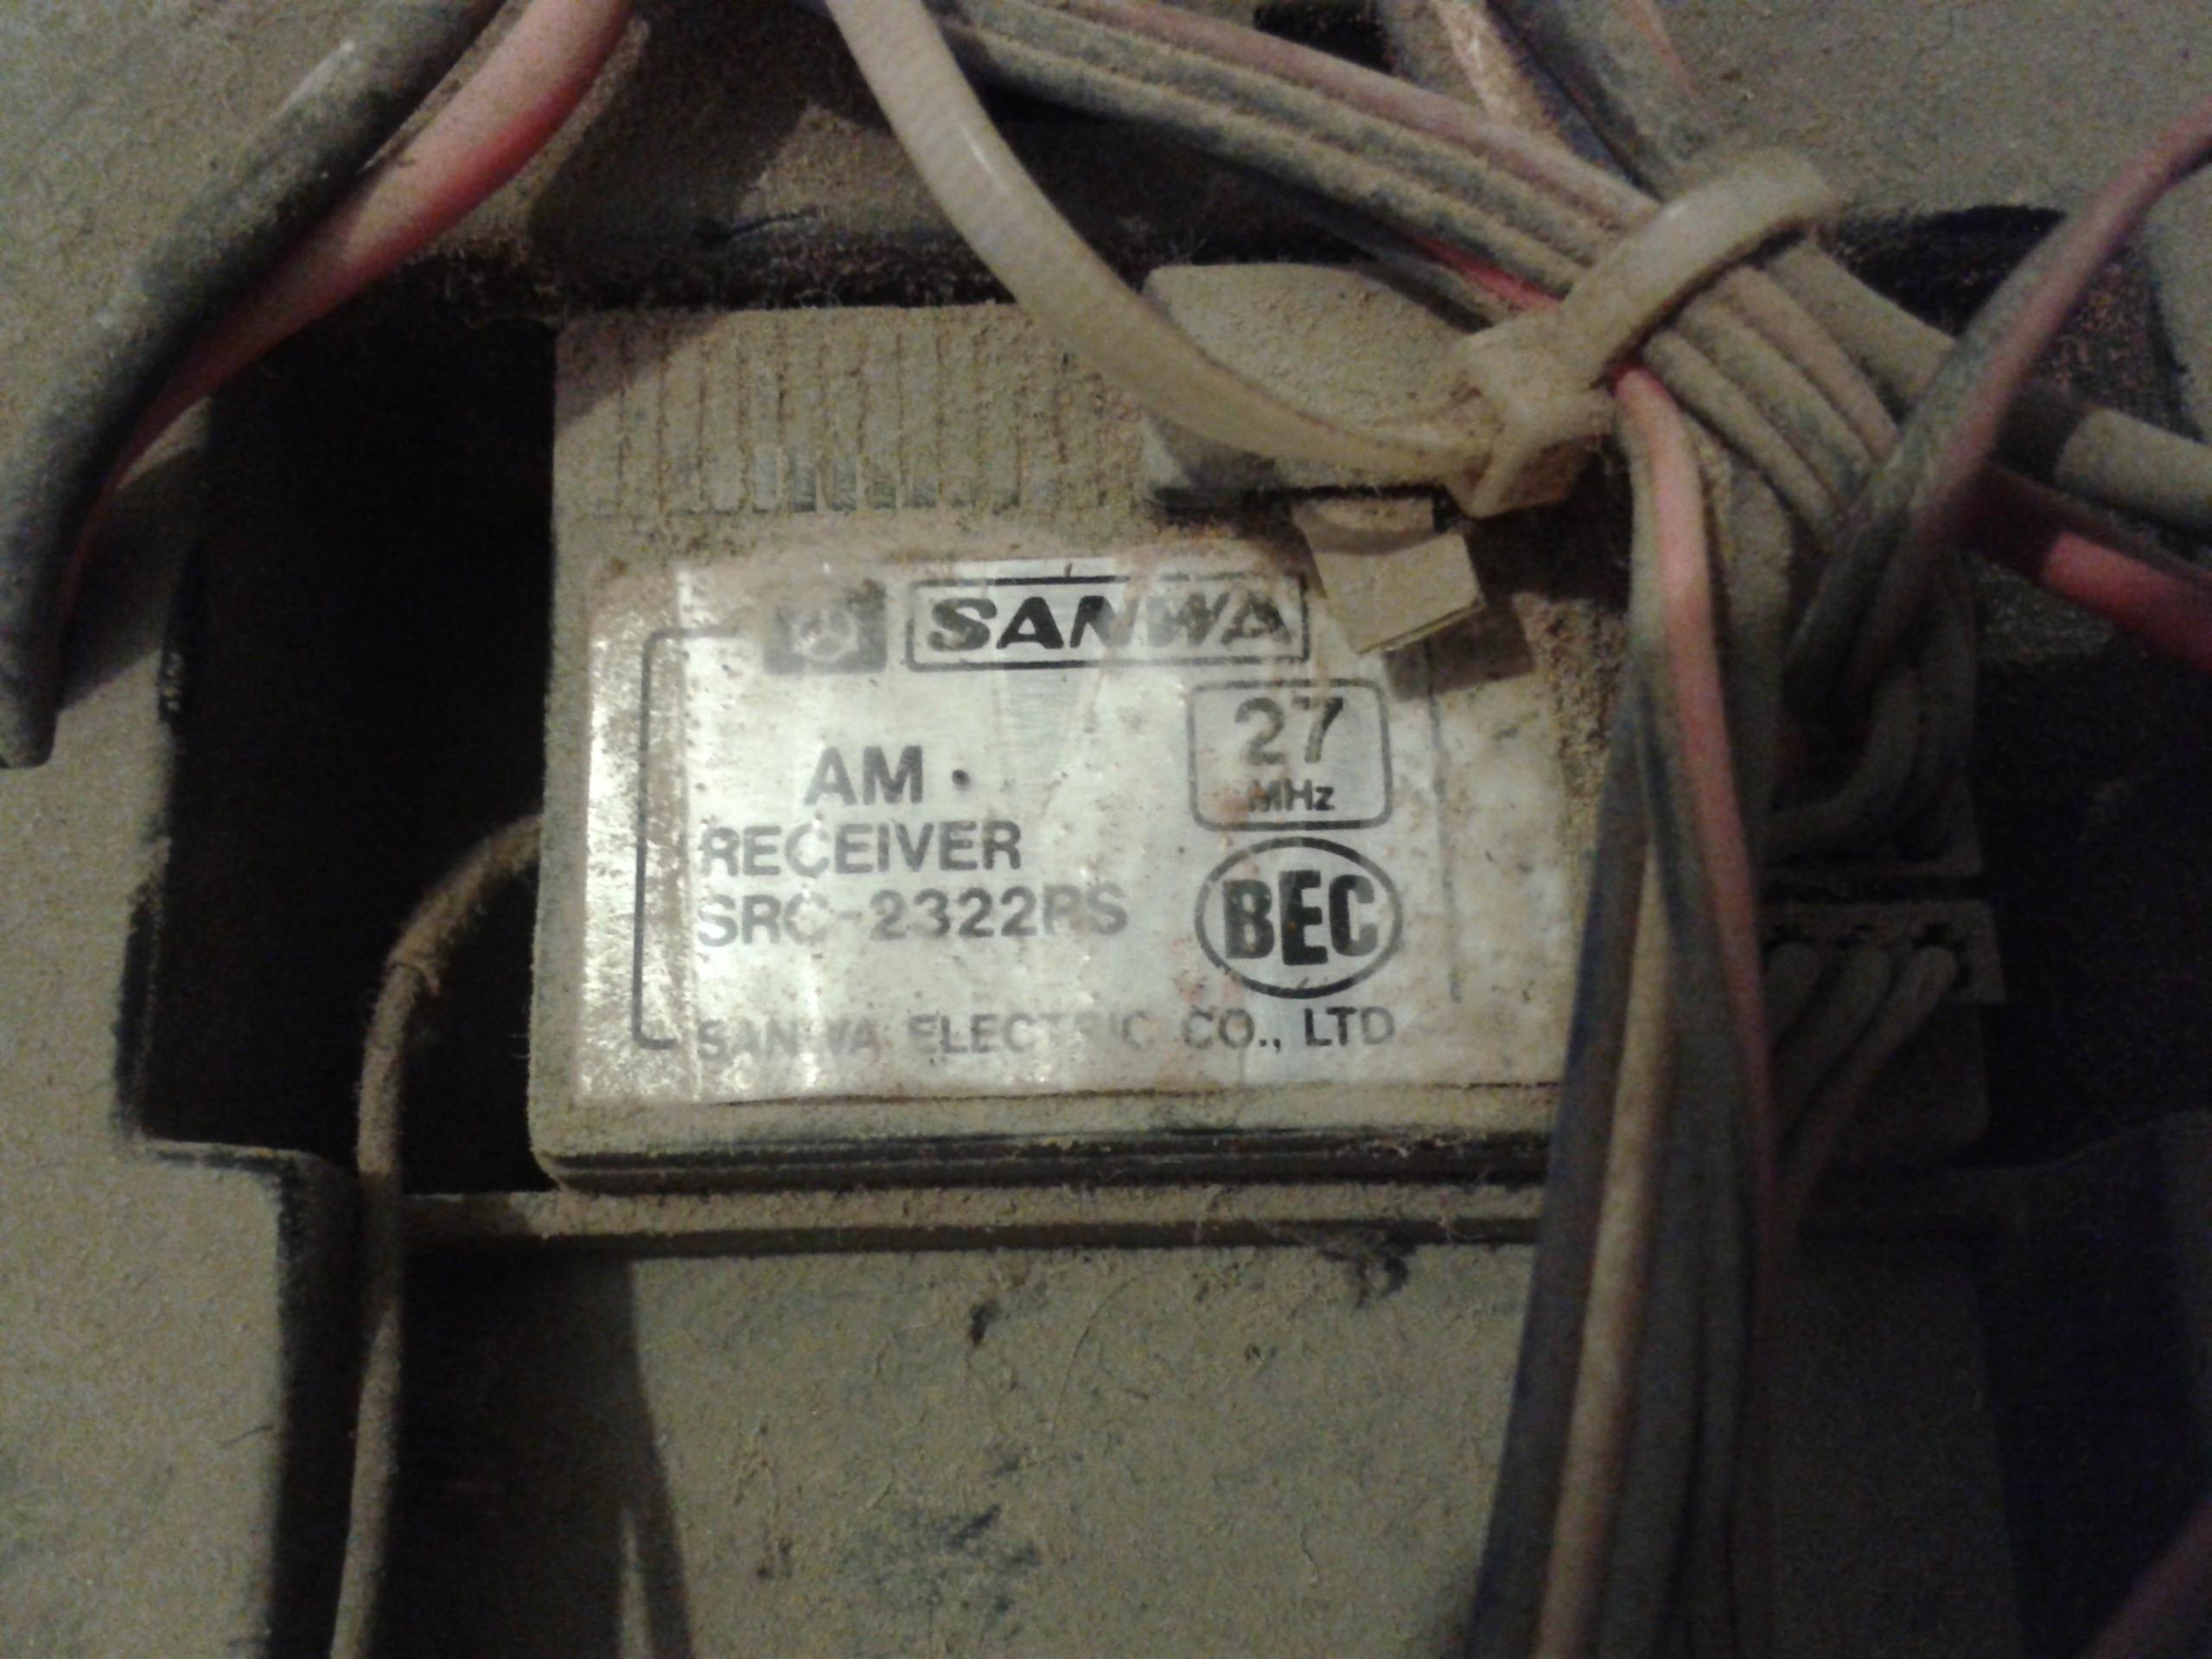 SANWA
27
MHz
AM
RECEIVER
SRC-2322RS
BEC
SANWA ELECTRIC CO., LTD